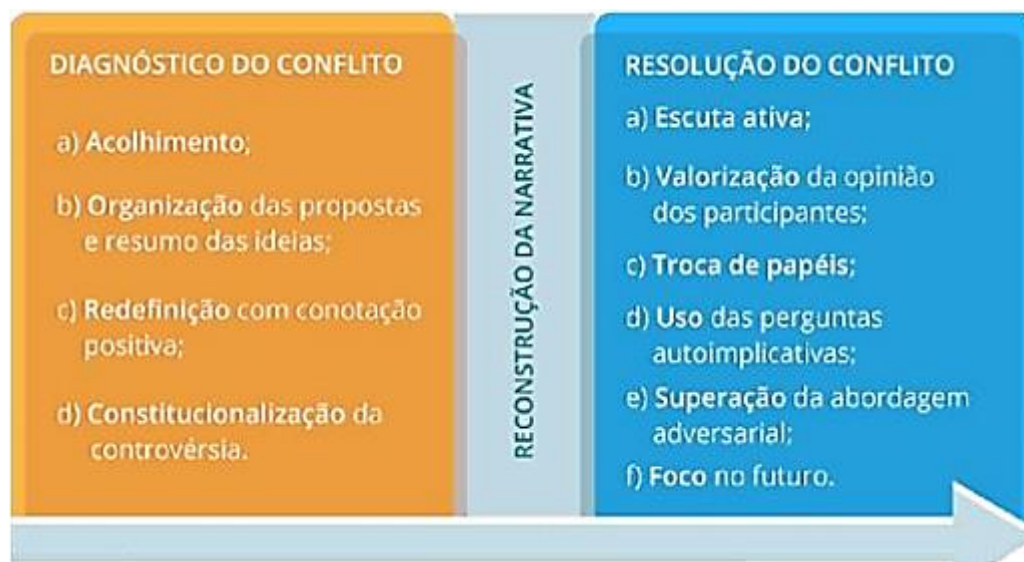 DIAGNÓSTICO DO CONFLITO
a) Acolhimento;
b) Organização das propostas
e resumo das ideias;
c) Redefinição com conotação
positiva;
d) Constitucionalização da
controvérsia.
RECONSTRUÇÃO DA NARRATIVA
RESOLUÇÃO DO CONFLITO
a) Escuta ativa;
b) Valorização da opinião
dos participantes;
c) Troca de papéis;
d) Uso das perguntas
autoimplicativas;
e) Superação da abordagem
adversarial;
f) Foco no futuro.